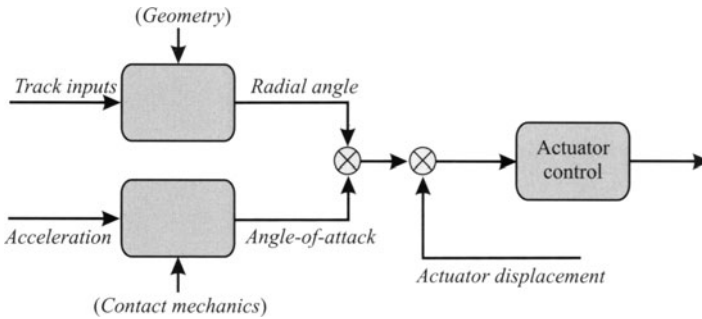 (Geometry)
Track inputs
Radial angle
Actuator
control
Acceleration
Angle-of-attack
Actuator displacement
(Contact mechanics)